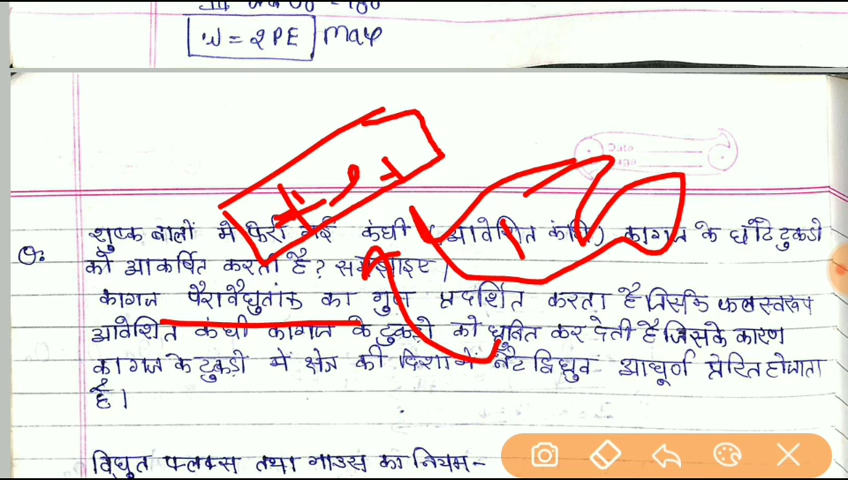 W = 2PE
शुष्क बालों में फेरी गई कंघी (आवेशित कंघी) कागज के छोटे टुकडो
Q.
को आकर्षित करती है? समझाइए।
कागज पैरावैद्युतांक का गुण प्रदर्शित करता है जिसके फलस्वरूप
आवेशित कंघी कागज के टुकड़ो को ध्रुवित कर देती है जिसके कारण
कागज के टुकड़ो में क्षेत्र की दिशा में नेट द्विध्रुव आघूर्ण प्रेरित होजाता
है।
विद्युत फ्लक्स तथा गाउस का नियम-